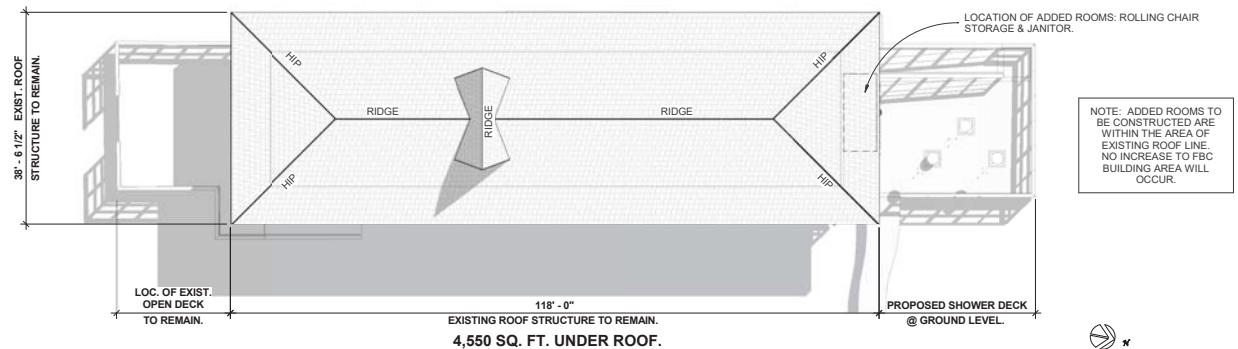 LOCATION OF ADDED ROOMS: ROLLING CHAIR
STORAGE & JANITOR.
38' - 6 1/2" EXIST. ROOF
STRUCTURE TO REMAIN.
HIP
HIP
RIDGE
RIDGE
RIDGE
HIP
HIP
NOTE: ADDED ROOMS TO
BE CONSTRUCTED ARE
WITHIN THE AREA OF
EXISTING ROOF LINE.
NO INCREASE TO FBC
BUILDING AREA WILL
OCCUR.
LOC. OF EXIST.
OPEN DECK
TO REMAIN.
118' - 0"
EXISTING ROOF STRUCTURE TO REMAIN.
4,550 SQ. FT. UNDER ROOF.
PROPOSED SHOWER DECK
@ GROUND LEVEL.
N